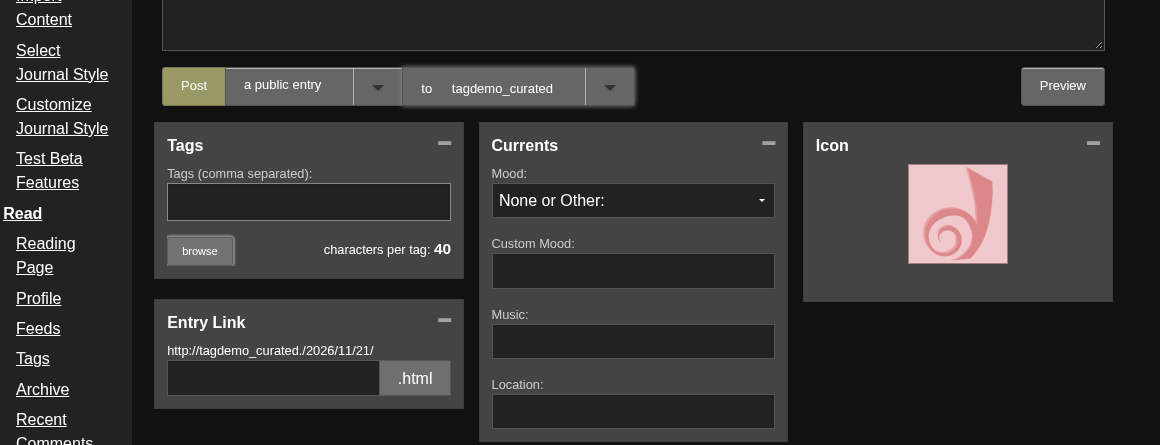 Import
Content
Select
Journal Style
Customize
Journal Style
Test Beta
Features
Read
Reading
Page
Profile
Feeds
Tags
Archive
Recent
Comments
Post
a public entry
to tagdemo_curated
Preview
Tags
Tags (comma separated):
browse
characters per tag: 40
Entry Link
http://tagdemo_curated./2026/11/21/
.html
Currents
Mood:
None or Other:
Custom Mood:
Music:
Location:
Icon